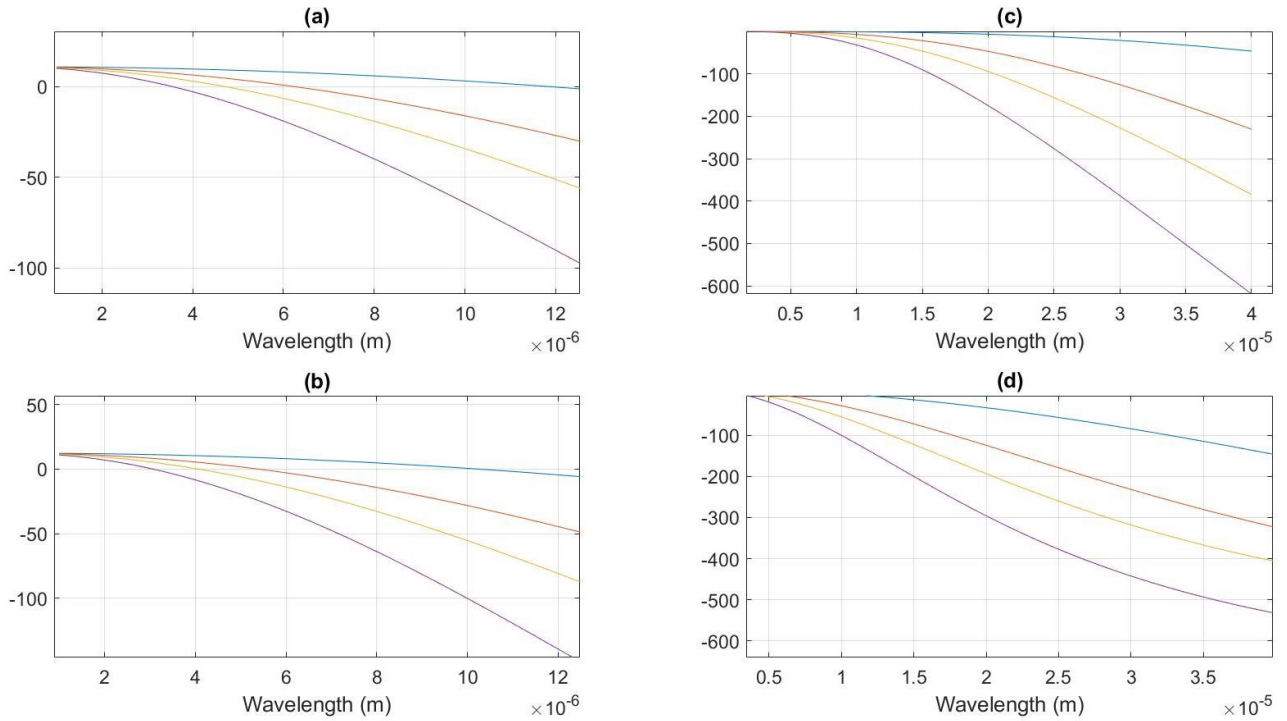 (a)
0
-50
-100
2 4 6 8 10 12
Wavelength (m) ×10-6
(c)
-100
-200
-300
-400
-500
-600
0.5 1 1.5 2 2.5 3 3.5 4
Wavelength (m) ×10-5
(b)
50
0
-50
-100
2 4 6 8 10 12
Wavelength (m) ×10-6
(d)
-100
-200
-300
-400
-500
-600
0.5 1 1.5 2 2.5 3 3.5
Wavelength (m) ×10-5